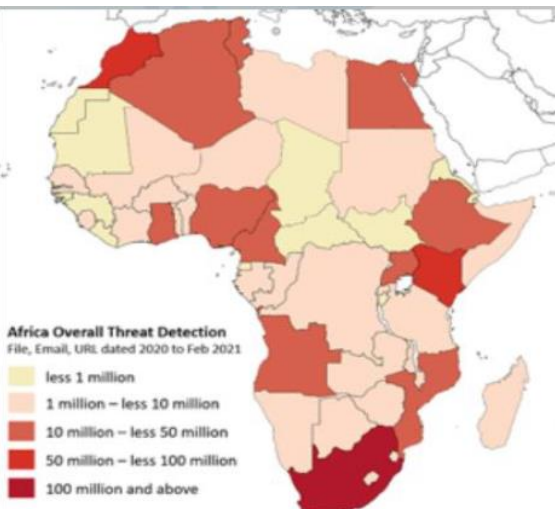 Africa Overall Threat Detection
File, Email, URL dated 2020 to Feb 2021
less 1 million
1 million – less 10 million
10 million – less 50 million
50 million – less 100 million
100 million and above